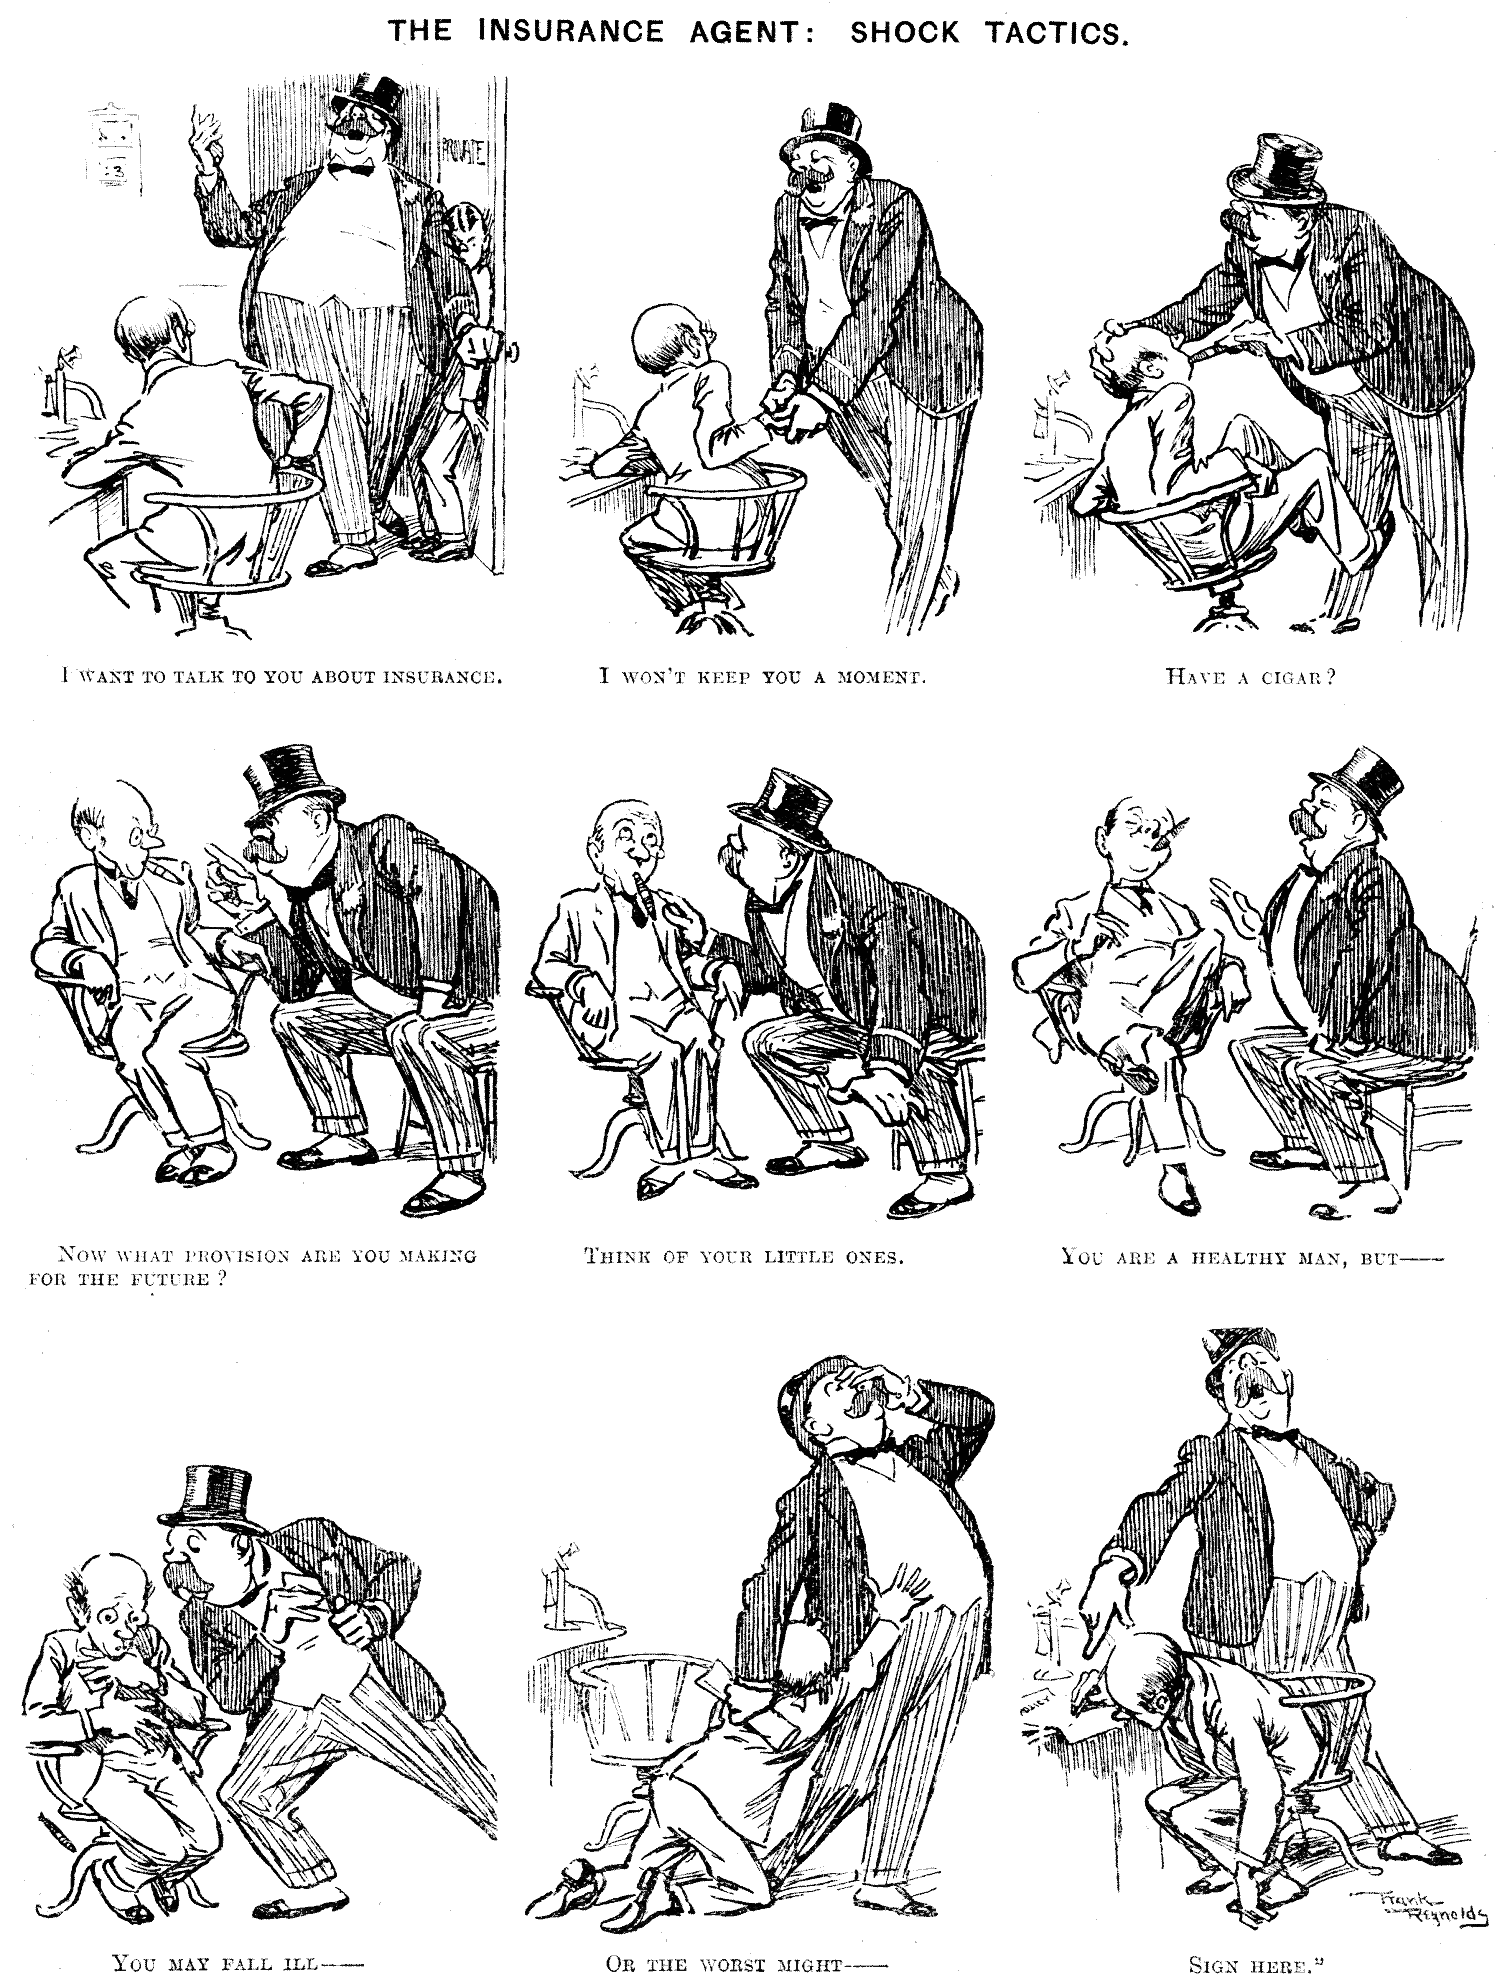 THE INSURANCE AGENT: SHOCK TACTICS.
PRIVATE
13
I WANT TO TALK TO YOU ABOUT INSURANCE.
I WON'T KEEP YOU A MOMENT.
HAVE A CIGAR?
NOW WHAT PROVISION ARE YOU MAKING
FOR THE FUTURE?
THINK OF YOUR LITTLE ONES.
YOU ARE A HEALTHY MAN, BUT——
POLICY
Frank
Reynolds
YOU MAY FALL ILL——
OR THE WORST MIGHT——
SIGN HERE."